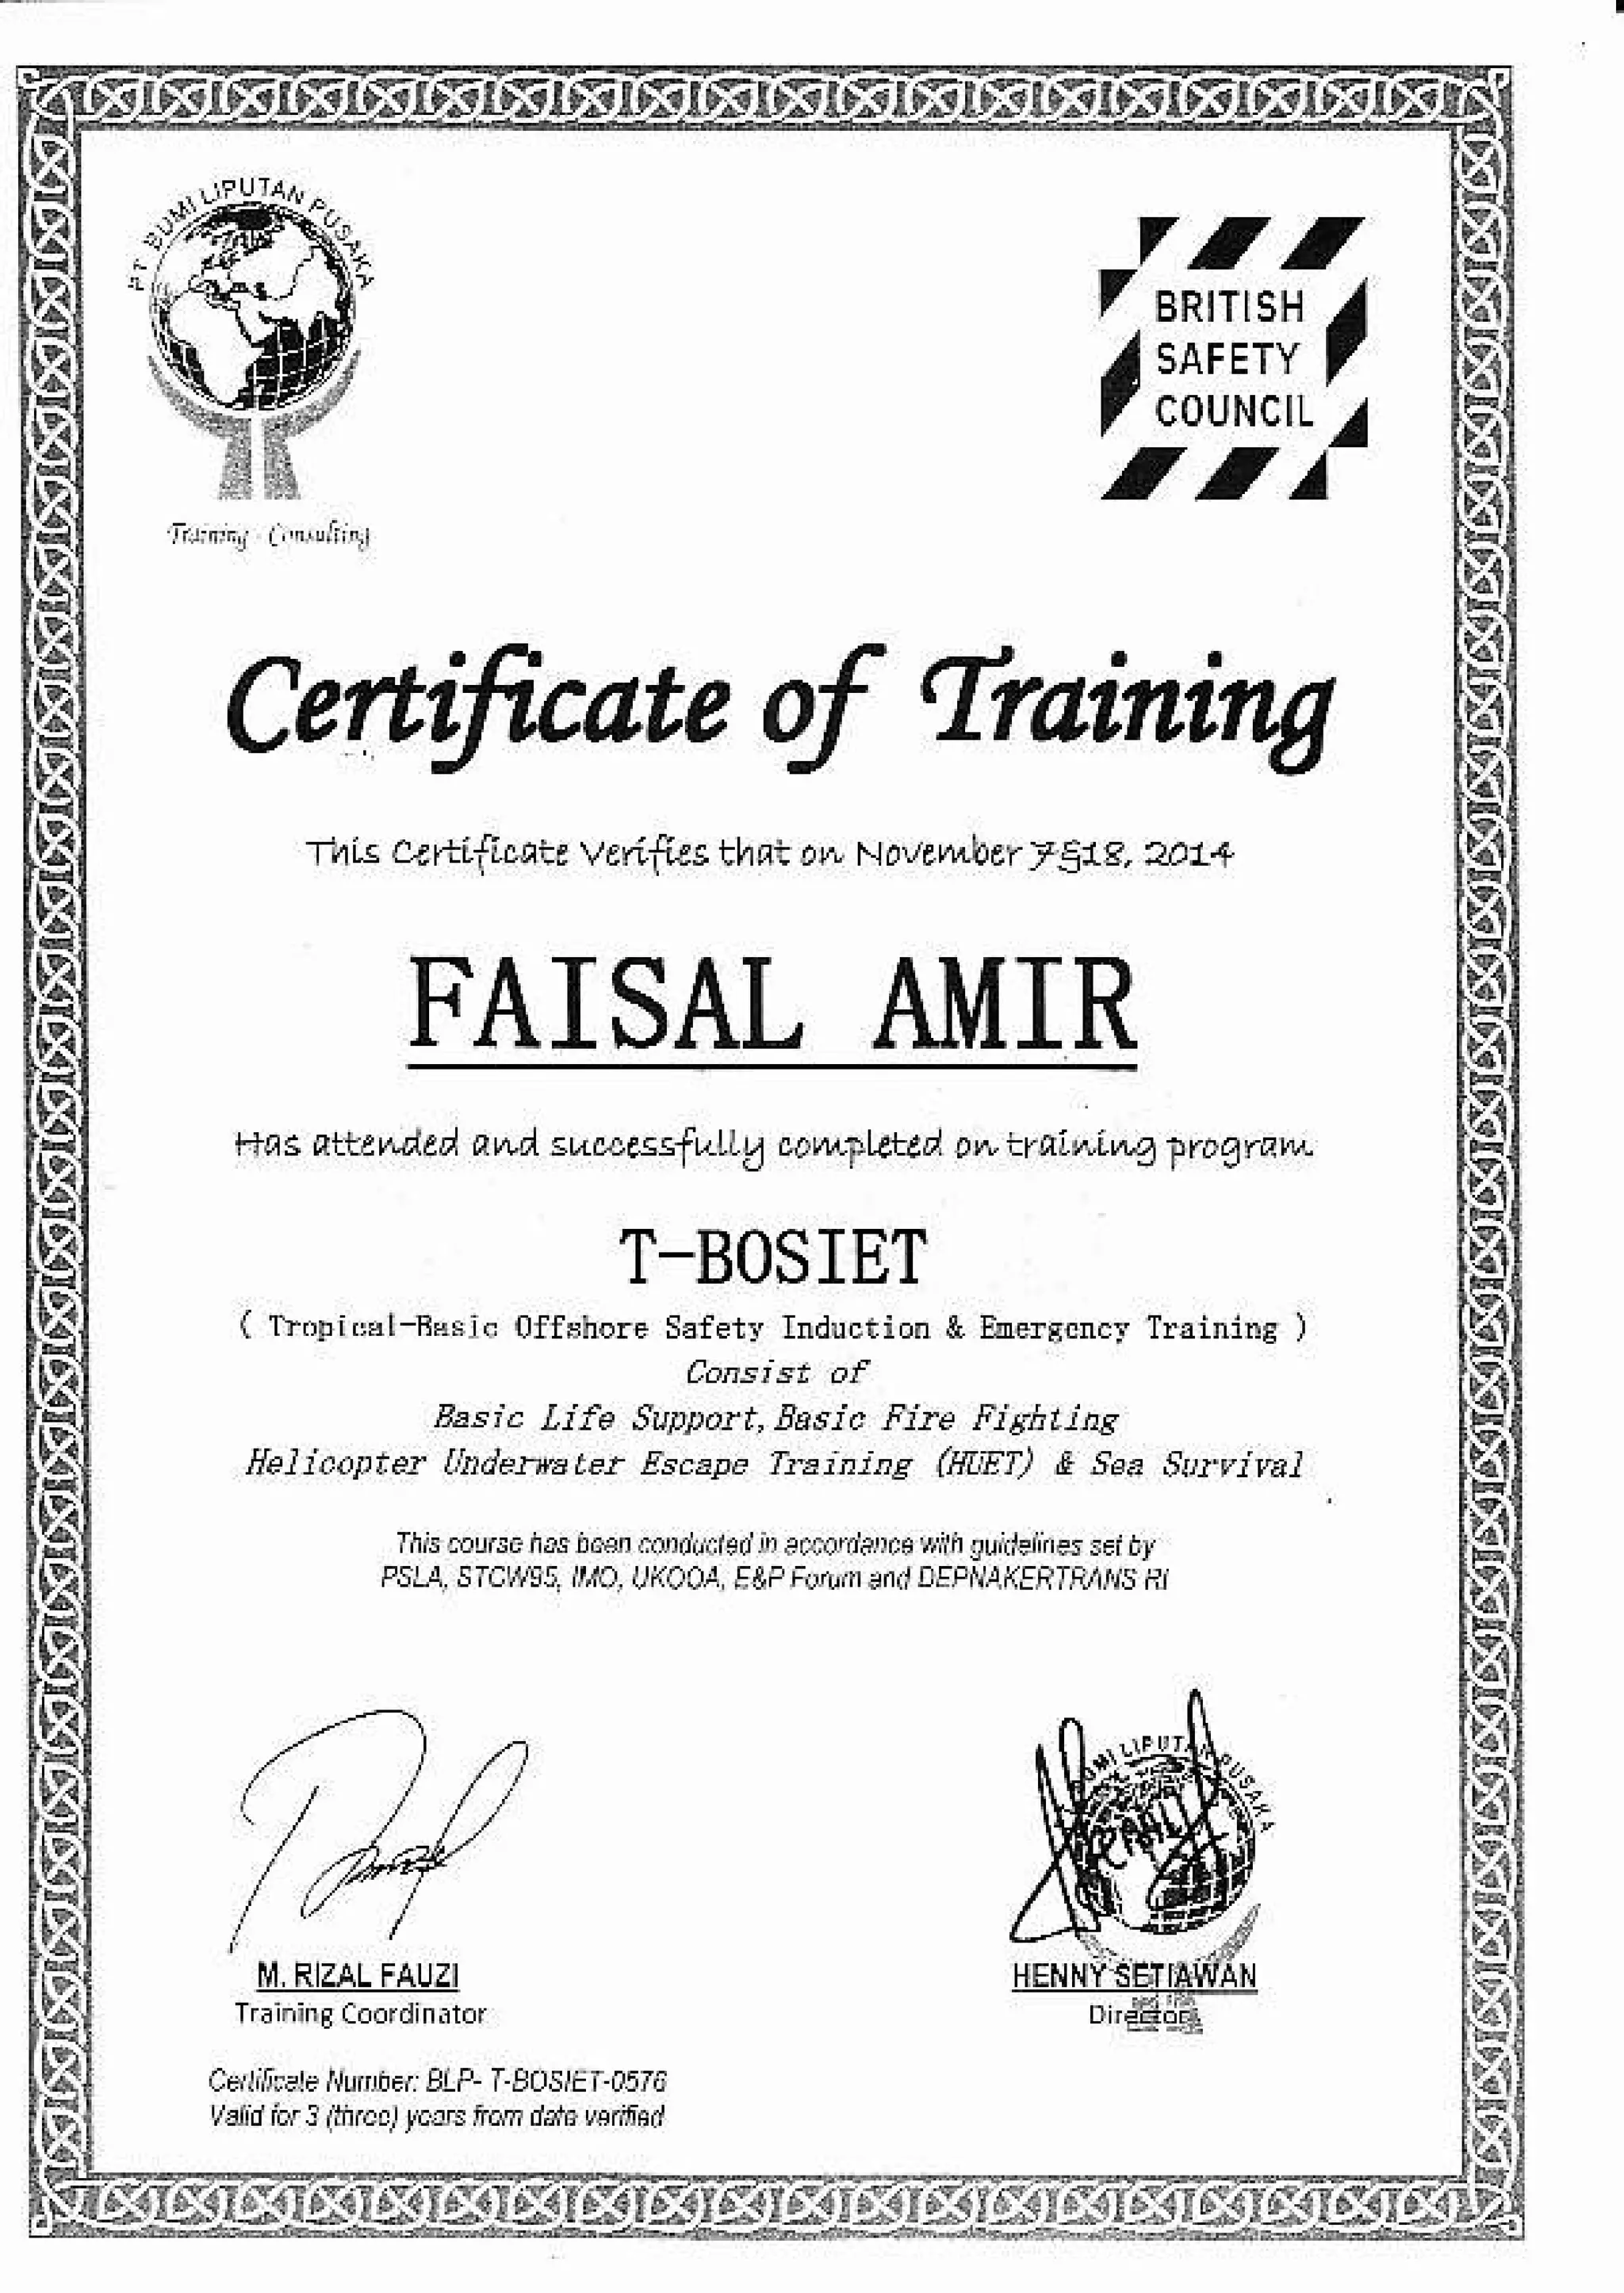 PT BUMI LIPUTAN PUSAKA
Training - Consulting
BRITISH
SAFETY
COUNCIL
Certificate of Training
This Certificate Verifies that on November 7&18, 2014
FAISAL AMIR
Has attended and successfully completed on training program
T-BOSIET
( Tropical-Basic Offshore Safety Induction & Emergency Training )
Consist of
Basic Life Support, Basic Fire Fighting
Helicopter Underwater Escape Training (HUET) & Sea Survival
This course has been conducted in accordance with guidelines set by
PSLA, STCW95, IMO, UKOOA, E&P Forum and DEPNAKERTRANS RI
BUMI LIPUTAN PUSAKA
M. RIZAL FAUZI
Training Coordinator
HENNY SETIAWAN
Director
Certificate Number: BLP- T-BOSIET-0576
Valid for 3 (three) years from date verified